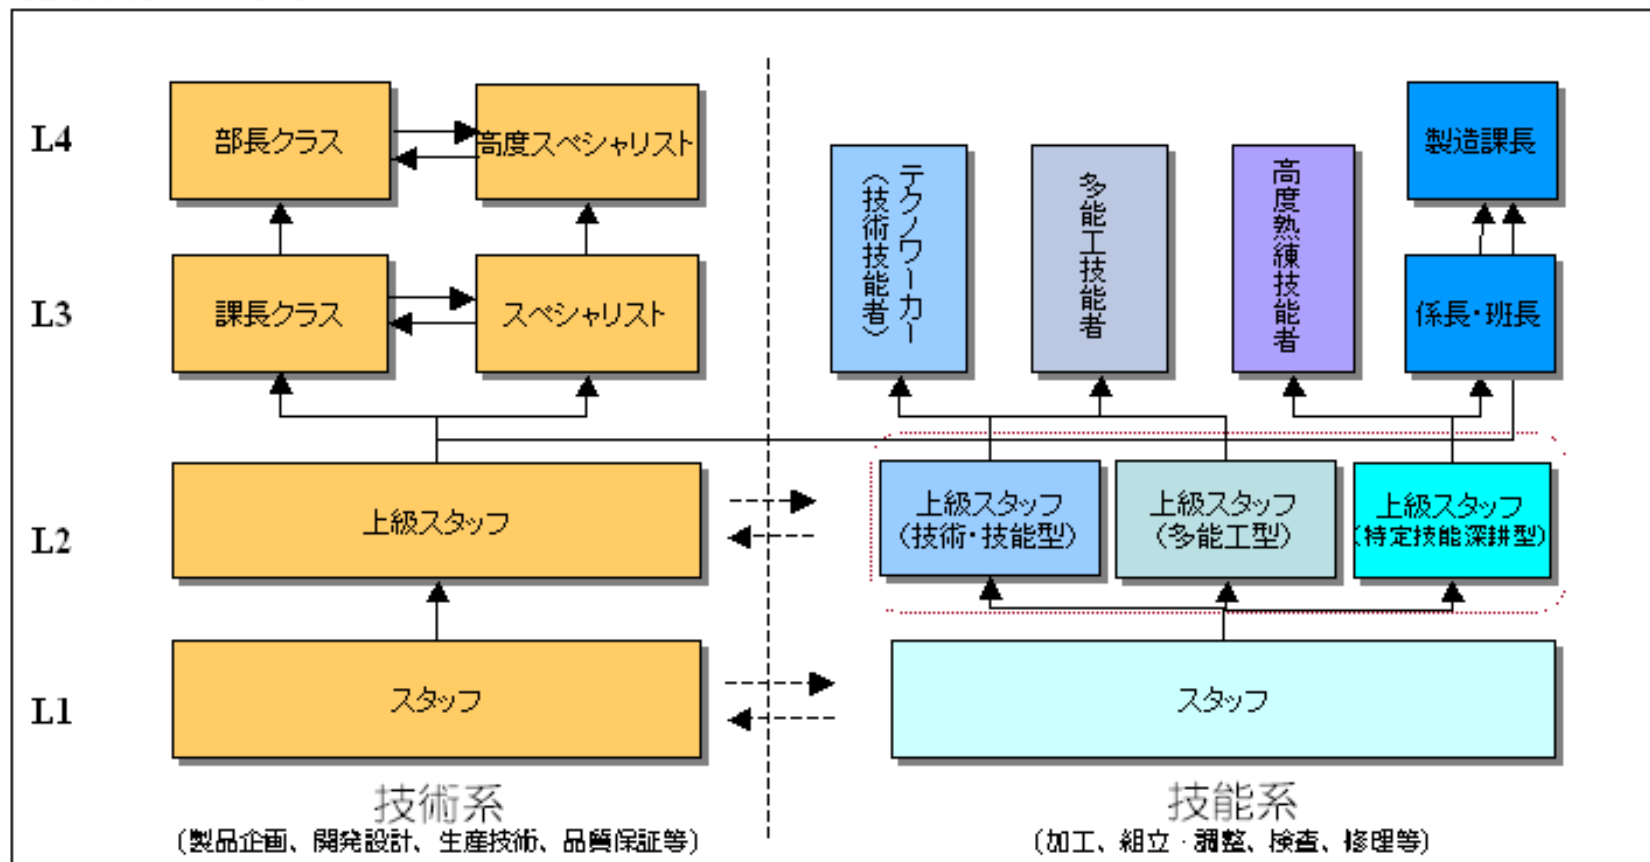 L4
部長クラス
高度スペシャリスト
テクノワーカー
（技術技能者）
多能工技能者
高度熟練技能者
製造課長
L3
課長クラス
スペシャリスト
係長・班長
L2
上級スタッフ
上級スタッフ
（技術・技能型）
上級スタッフ
（多能工型）
上級スタッフ
（特定技能深耕型）
L1
スタッフ
スタッフ
技術系
（製品企画、開発設計、生産技術、品質保証等）
技能系
（加工、組立・調整、検査、修理等）